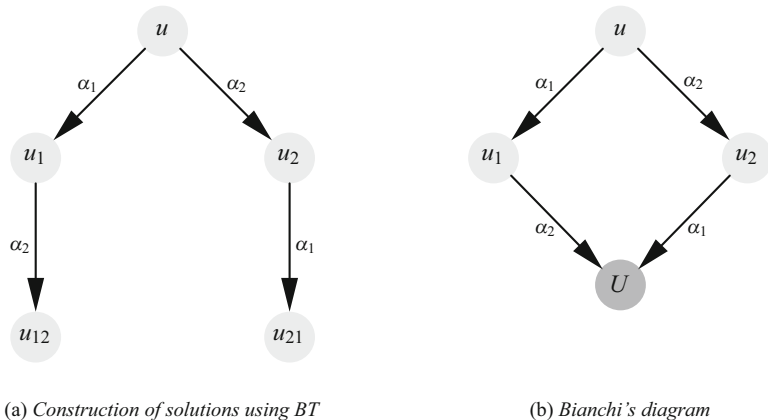 u u
α1 α2 α1 α2
u1 u2 u1 u2
α2 α1 α2 α1
U
u12 u21
(a) Construction of solutions using BT (b) Bianchi's diagram